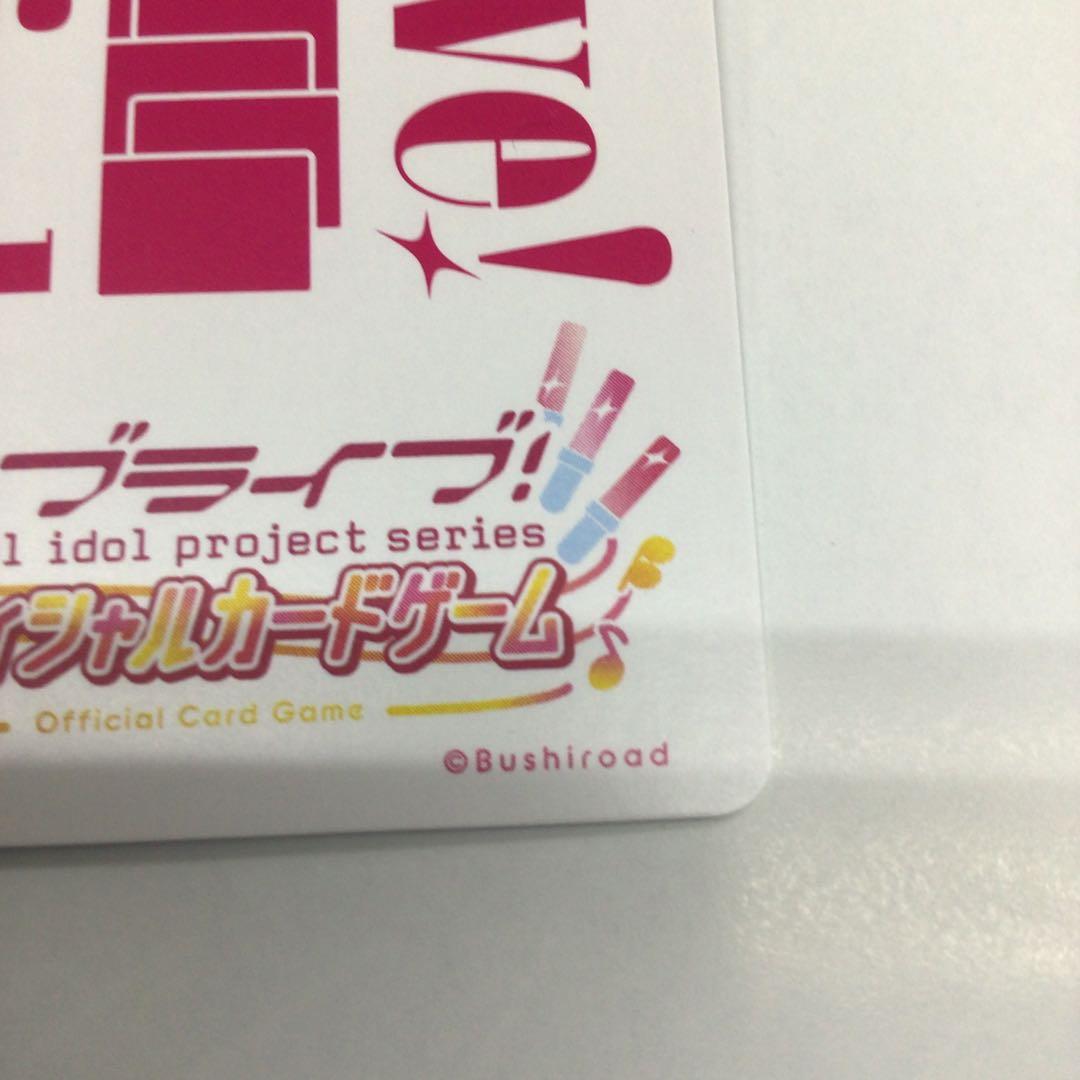 ve!
ブライブ!
l idol project series
ィシャルカードゲーム
Official Card Game
©Bushiroad